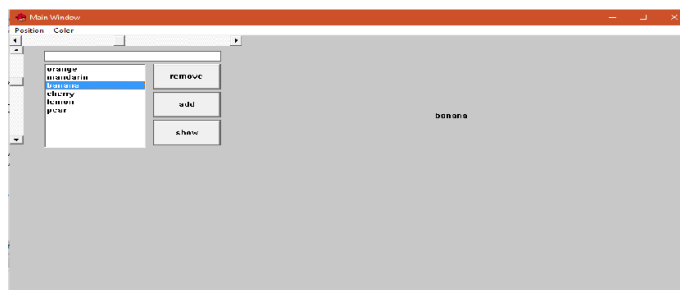 Main Window
Position Color
orange
mandarin
banana
cherry
lemon
pear
remove
add
show
banana